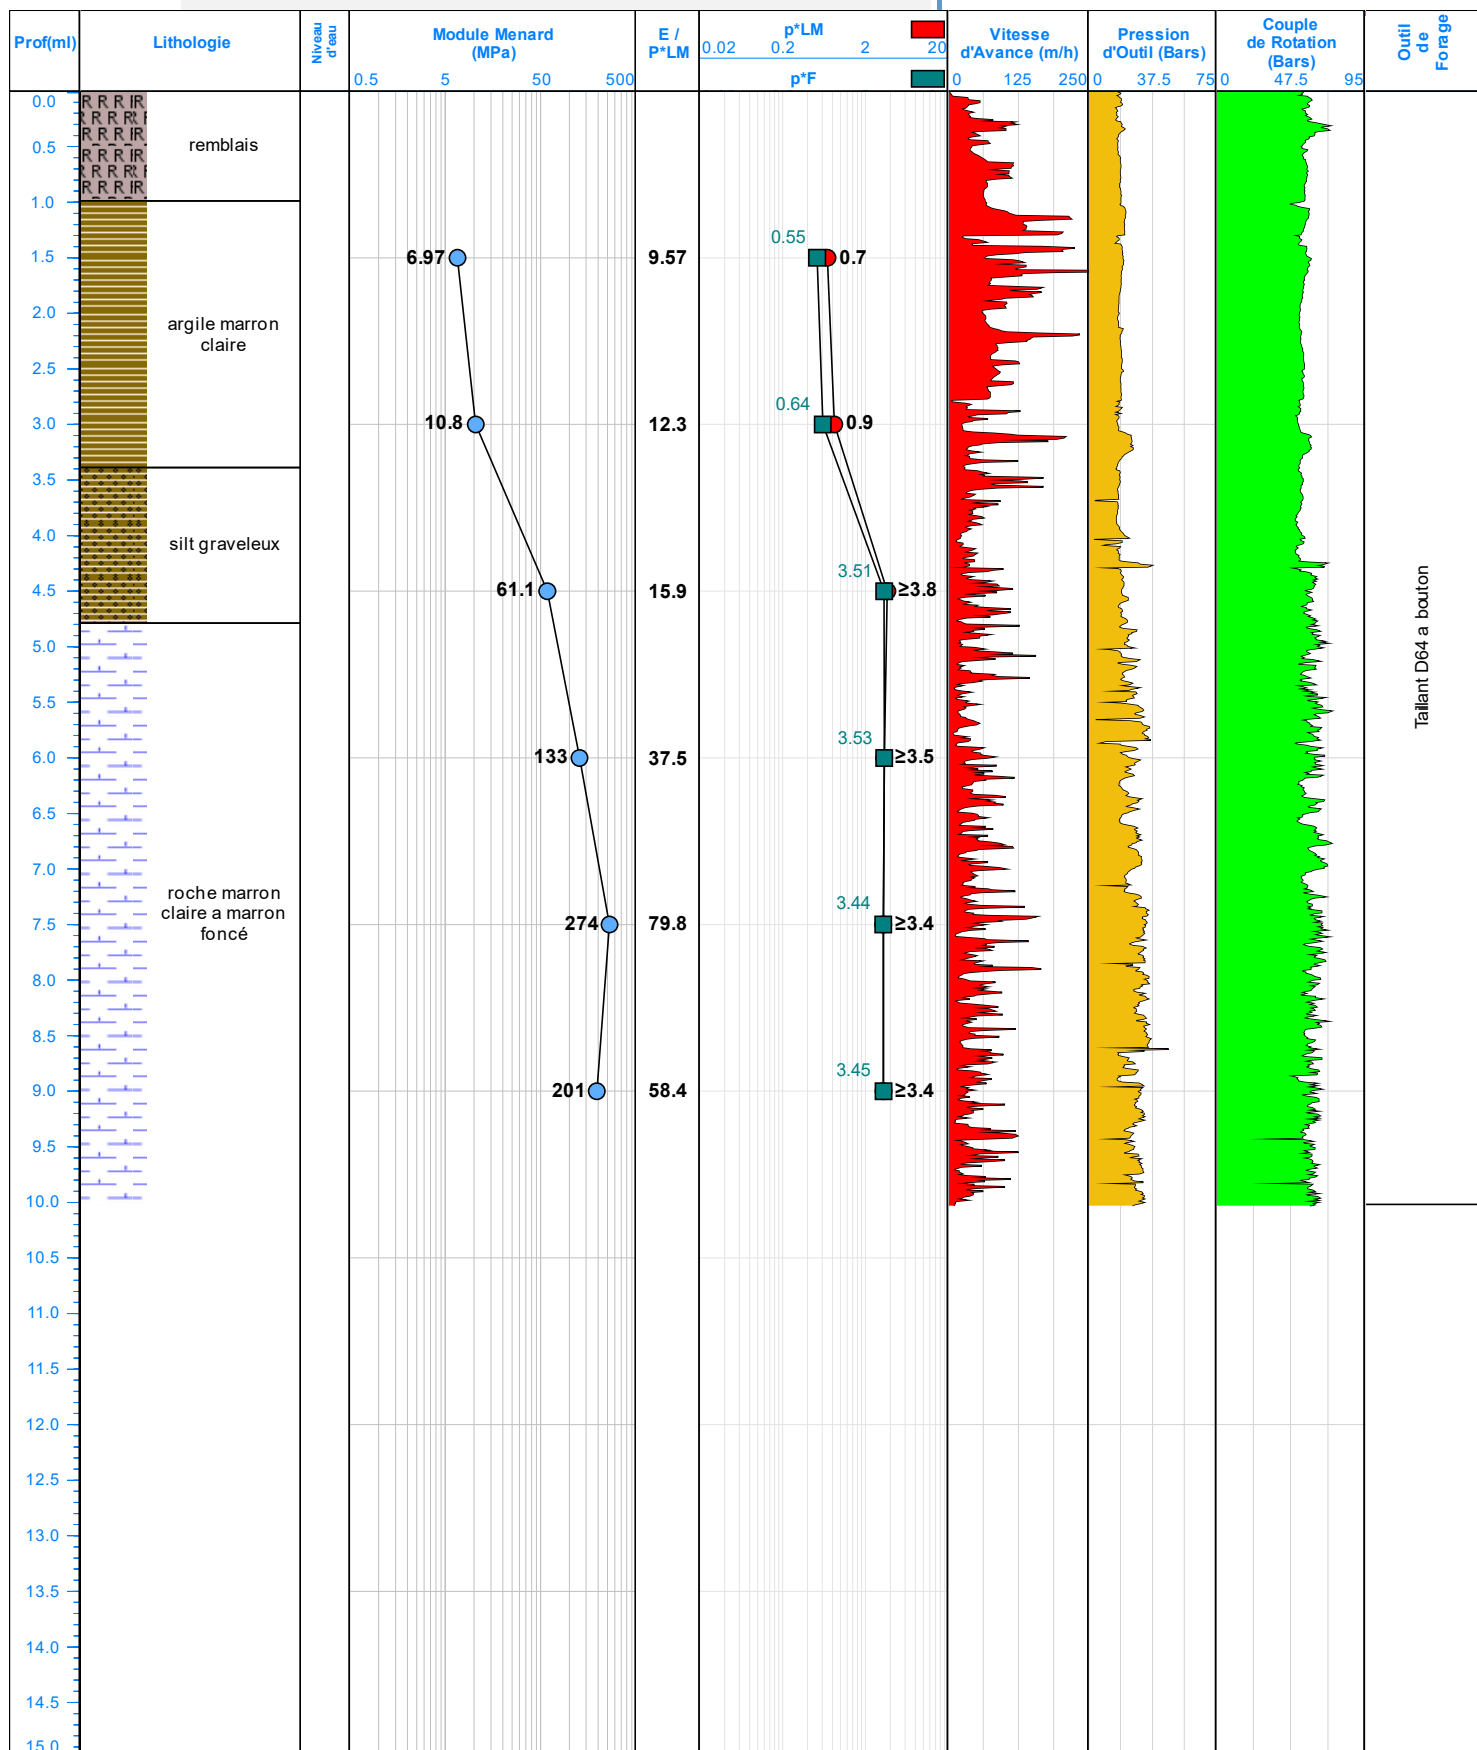 Prof(ml)
Lithologie
Niveau
d'eau
Module Menard
(MPa)
0.5 5 50 500
E /
P*LM
p*LM
0.02 0.2 2 20
p*F
Vitesse
d'Avance (m/h)
0 125 250
Pression
d'Outil (Bars)
0 37.5 75
Couple
de Rotation
(Bars)
0 47.5 95
Outil
de
Forage
0.0
0.5
1.0
1.5
2.0
2.5
3.0
3.5
4.0
4.5
5.0
5.5
6.0
6.5
7.0
7.5
8.0
8.5
9.0
9.5
10.0
10.5
11.0
11.5
12.0
12.5
13.0
13.5
14.0
14.5
15.0
remblais
argile marron
claire
silt graveleux
roche marron
claire a marron
foncé
6.97
10.8
61.1
133
274
201
9.57
12.3
15.9
37.5
79.8
58.4
0.55
0.7
0.64
0.9
3.51
≥3.8
3.53
≥3.5
3.44
≥3.4
3.45
≥3.4
Taillant D64 a bouton